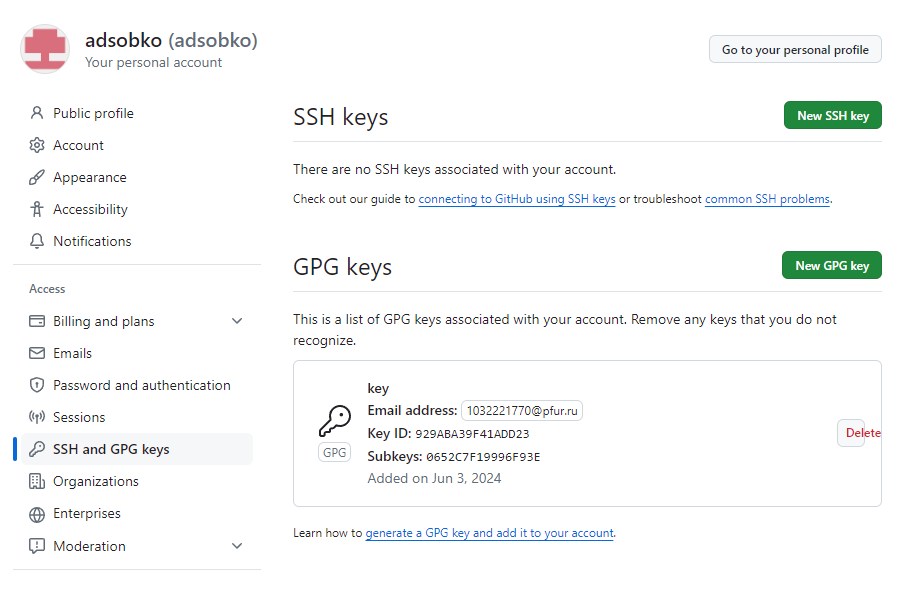 adsobko (adsobko)
Your personal account
Go to your personal profile
Public profile
Account
Appearance
Accessibility
Notifications
Access
Billing and plans
Emails
Password and authentication
Sessions
SSH and GPG keys
Organizations
Enterprises
Moderation
SSH keys
New SSH key
There are no SSH keys associated with your account.
Check out our guide to connecting to GitHub using SSH keys or troubleshoot common SSH problems.
GPG keys
New GPG key
This is a list of GPG keys associated with your account. Remove any keys that you do not
recognize.
key
Email address: 1032221770@pfur.ru
Key ID: 929ABA39F41ADD23
Subkeys: 0652C7F19996F93E
Added on Jun 3, 2024
GPG
Delete
Learn how to generate a GPG key and add it to your account.